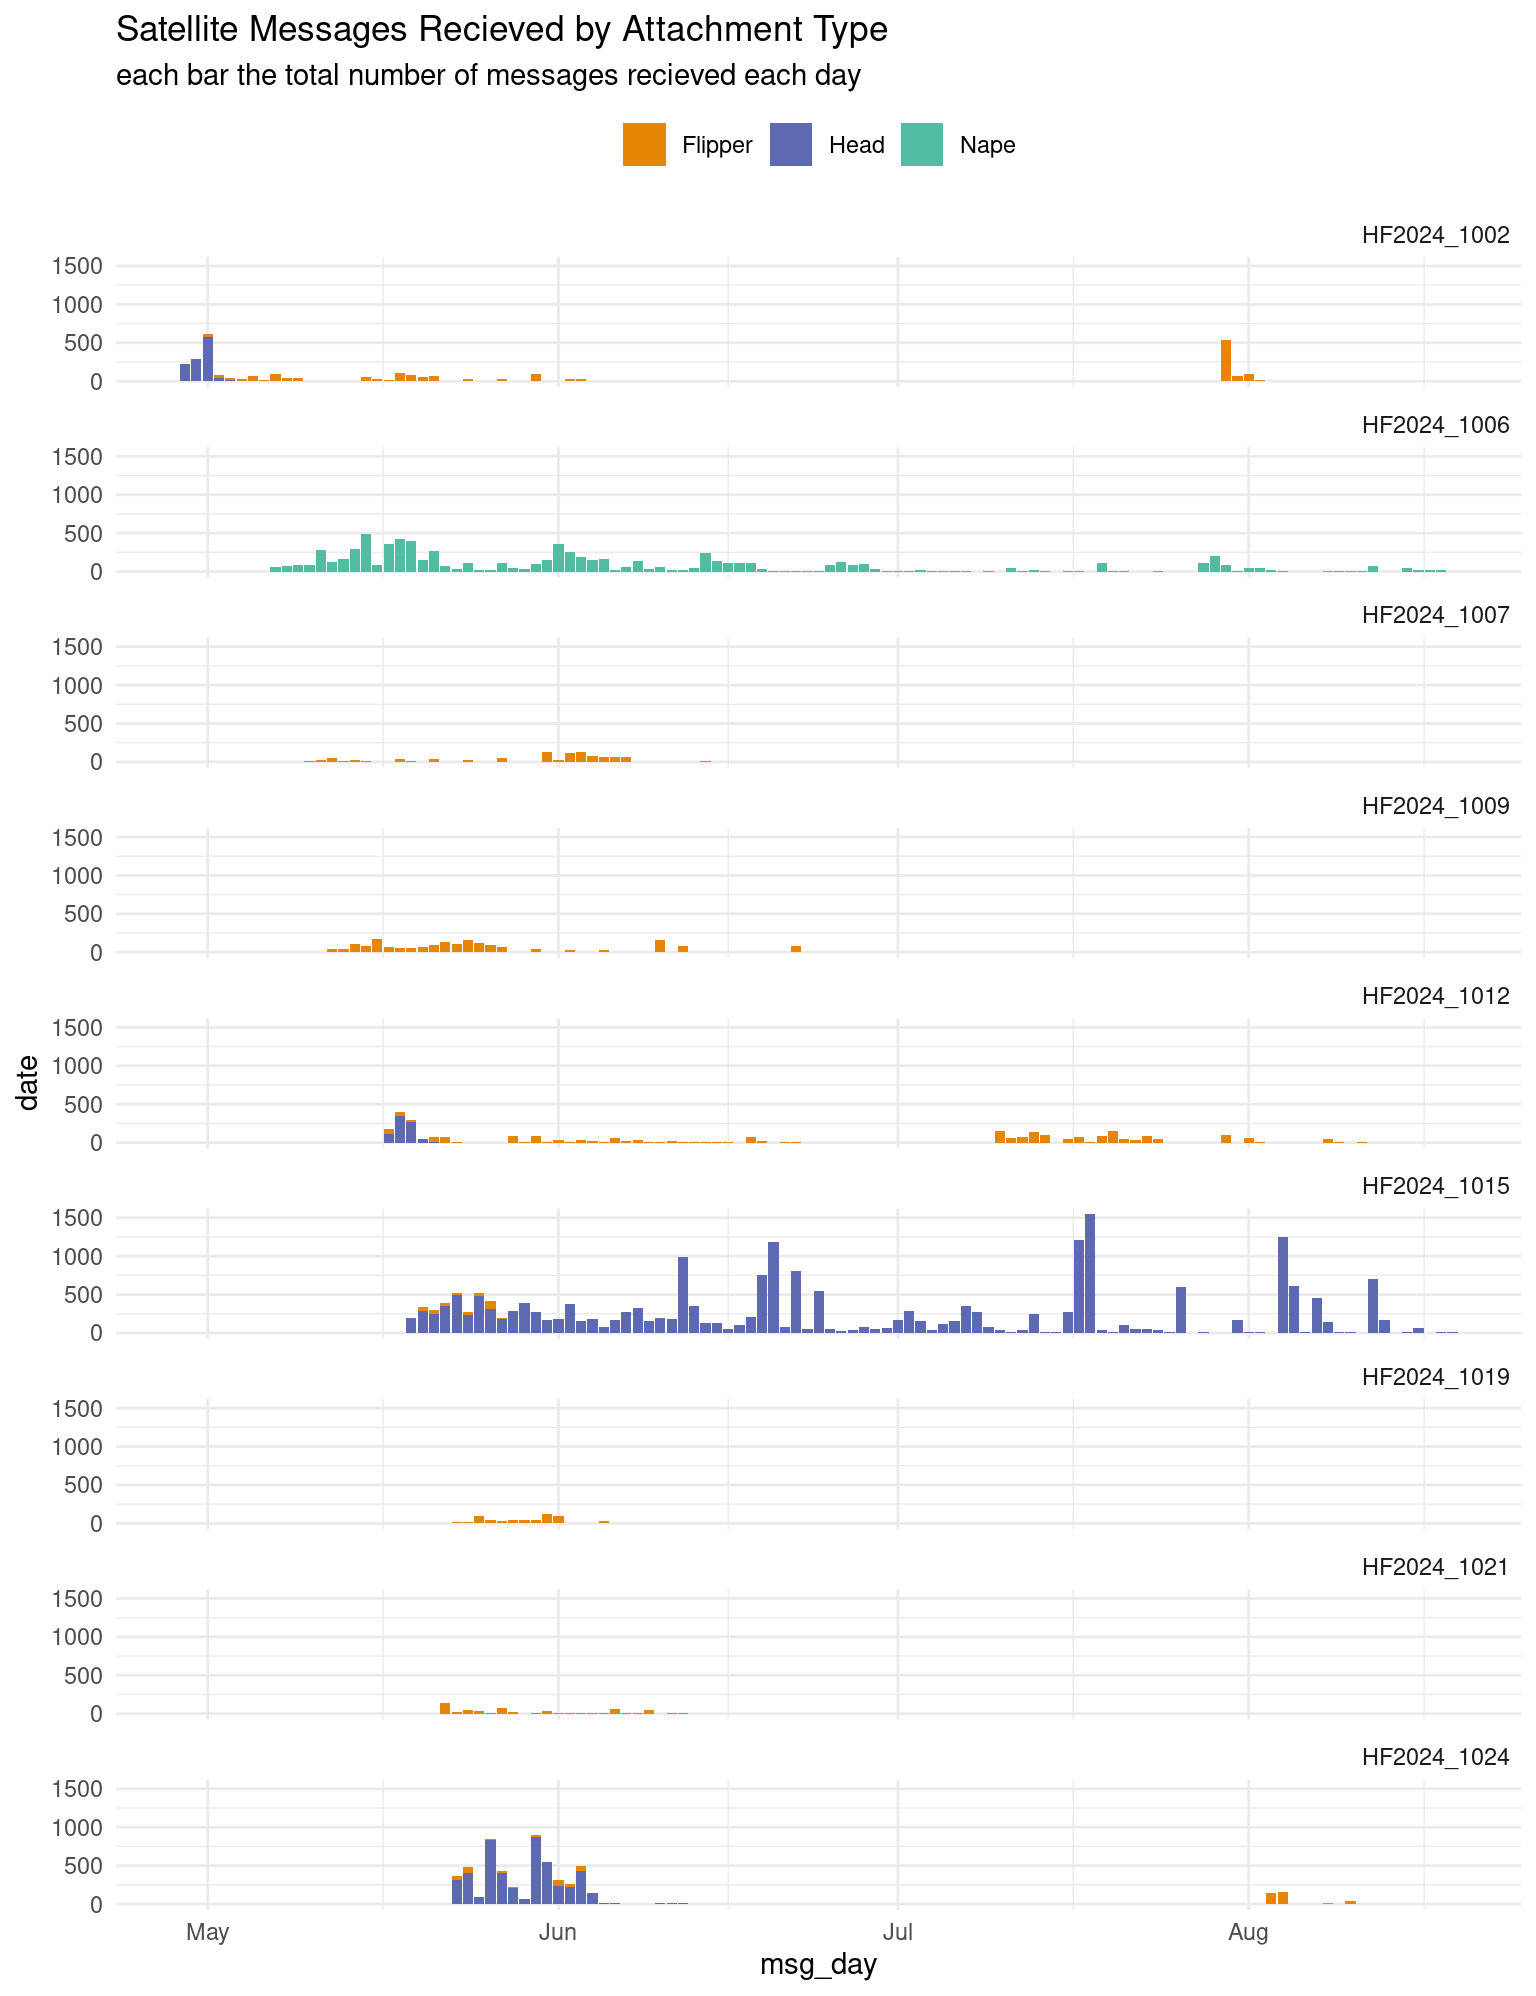 Satellite Messages Recieved by Attachment Type
each bar the total number of messages recieved each day
Flipper Head Nape
HF2024_1002
1500
1000
500
0
HF2024_1006
1500
1000
500
0
HF2024_1007
1500
1000
500
0
HF2024_1009
1500
1000
500
0
HF2024_1012
1500
1000
500
0
date
HF2024_1015
1500
1000
500
0
HF2024_1019
1500
1000
500
0
HF2024_1021
1500
1000
500
0
HF2024_1024
1500
1000
500
0
May Jun Jul Aug
msg_day